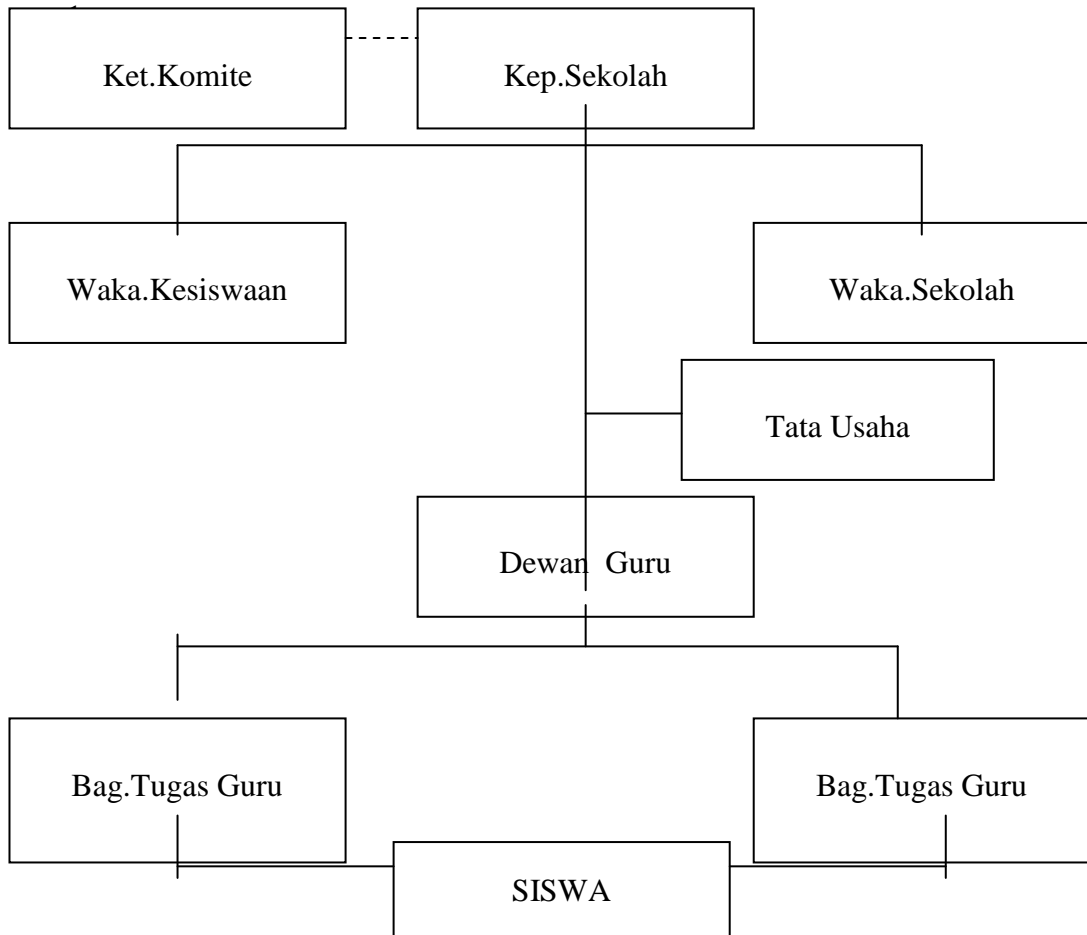 Ket.Komite
Kep.Sekolah
Waka.Kesiswaan
Waka.Sekolah
Tata Usaha
Dewan  Guru
Bag.Tugas Guru
Bag.Tugas Guru
SISWA